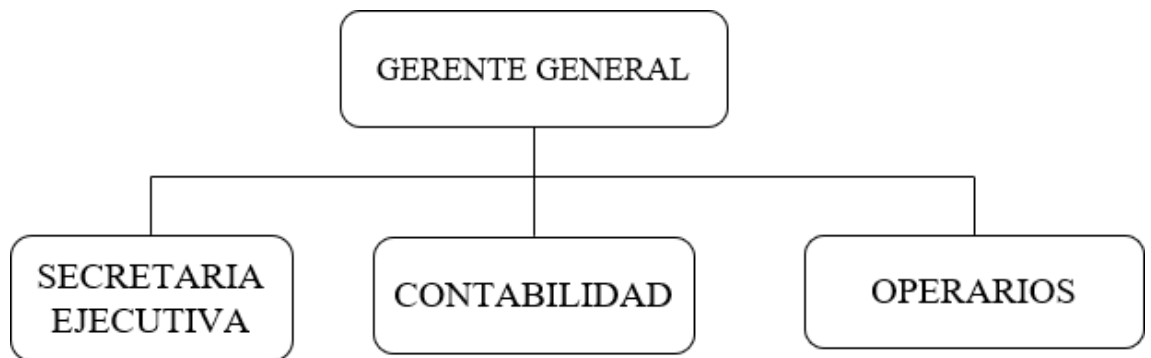 GERENTE GENERAL
SECRETARIA
EJECUTIVA
CONTABILIDAD
OPERARIOS